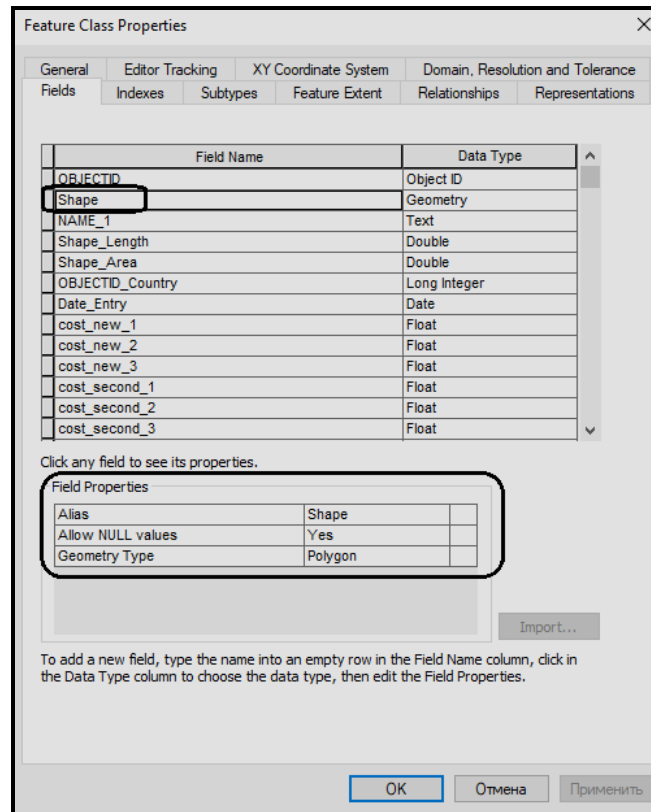 Feature Class Properties
General Editor Tracking XY Coordinate System Domain, Resolution and Tolerance
Fields Indexes Subtypes Feature Extent Relationships Representations
Field Name Data Type
OBJECTID Object ID
Shape Geometry
NAME_1 Text
Shape_Length Double
Shape_Area Double
OBJECTID_Country Long Integer
Date_Entry Date
cost_new_1 Float
cost_new_2 Float
cost_new_3 Float
cost_second_1 Float
cost_second_2 Float
cost_second_3 Float
Click any field to see its properties.
Field Properties
Alias Shape
Allow NULL values Yes
Geometry Type Polygon
Import...
To add a new field, type the name into an empty row in the Field Name column, click in
the Data Type column to choose the data type, then edit the Field Properties.
OK Отмена Применить